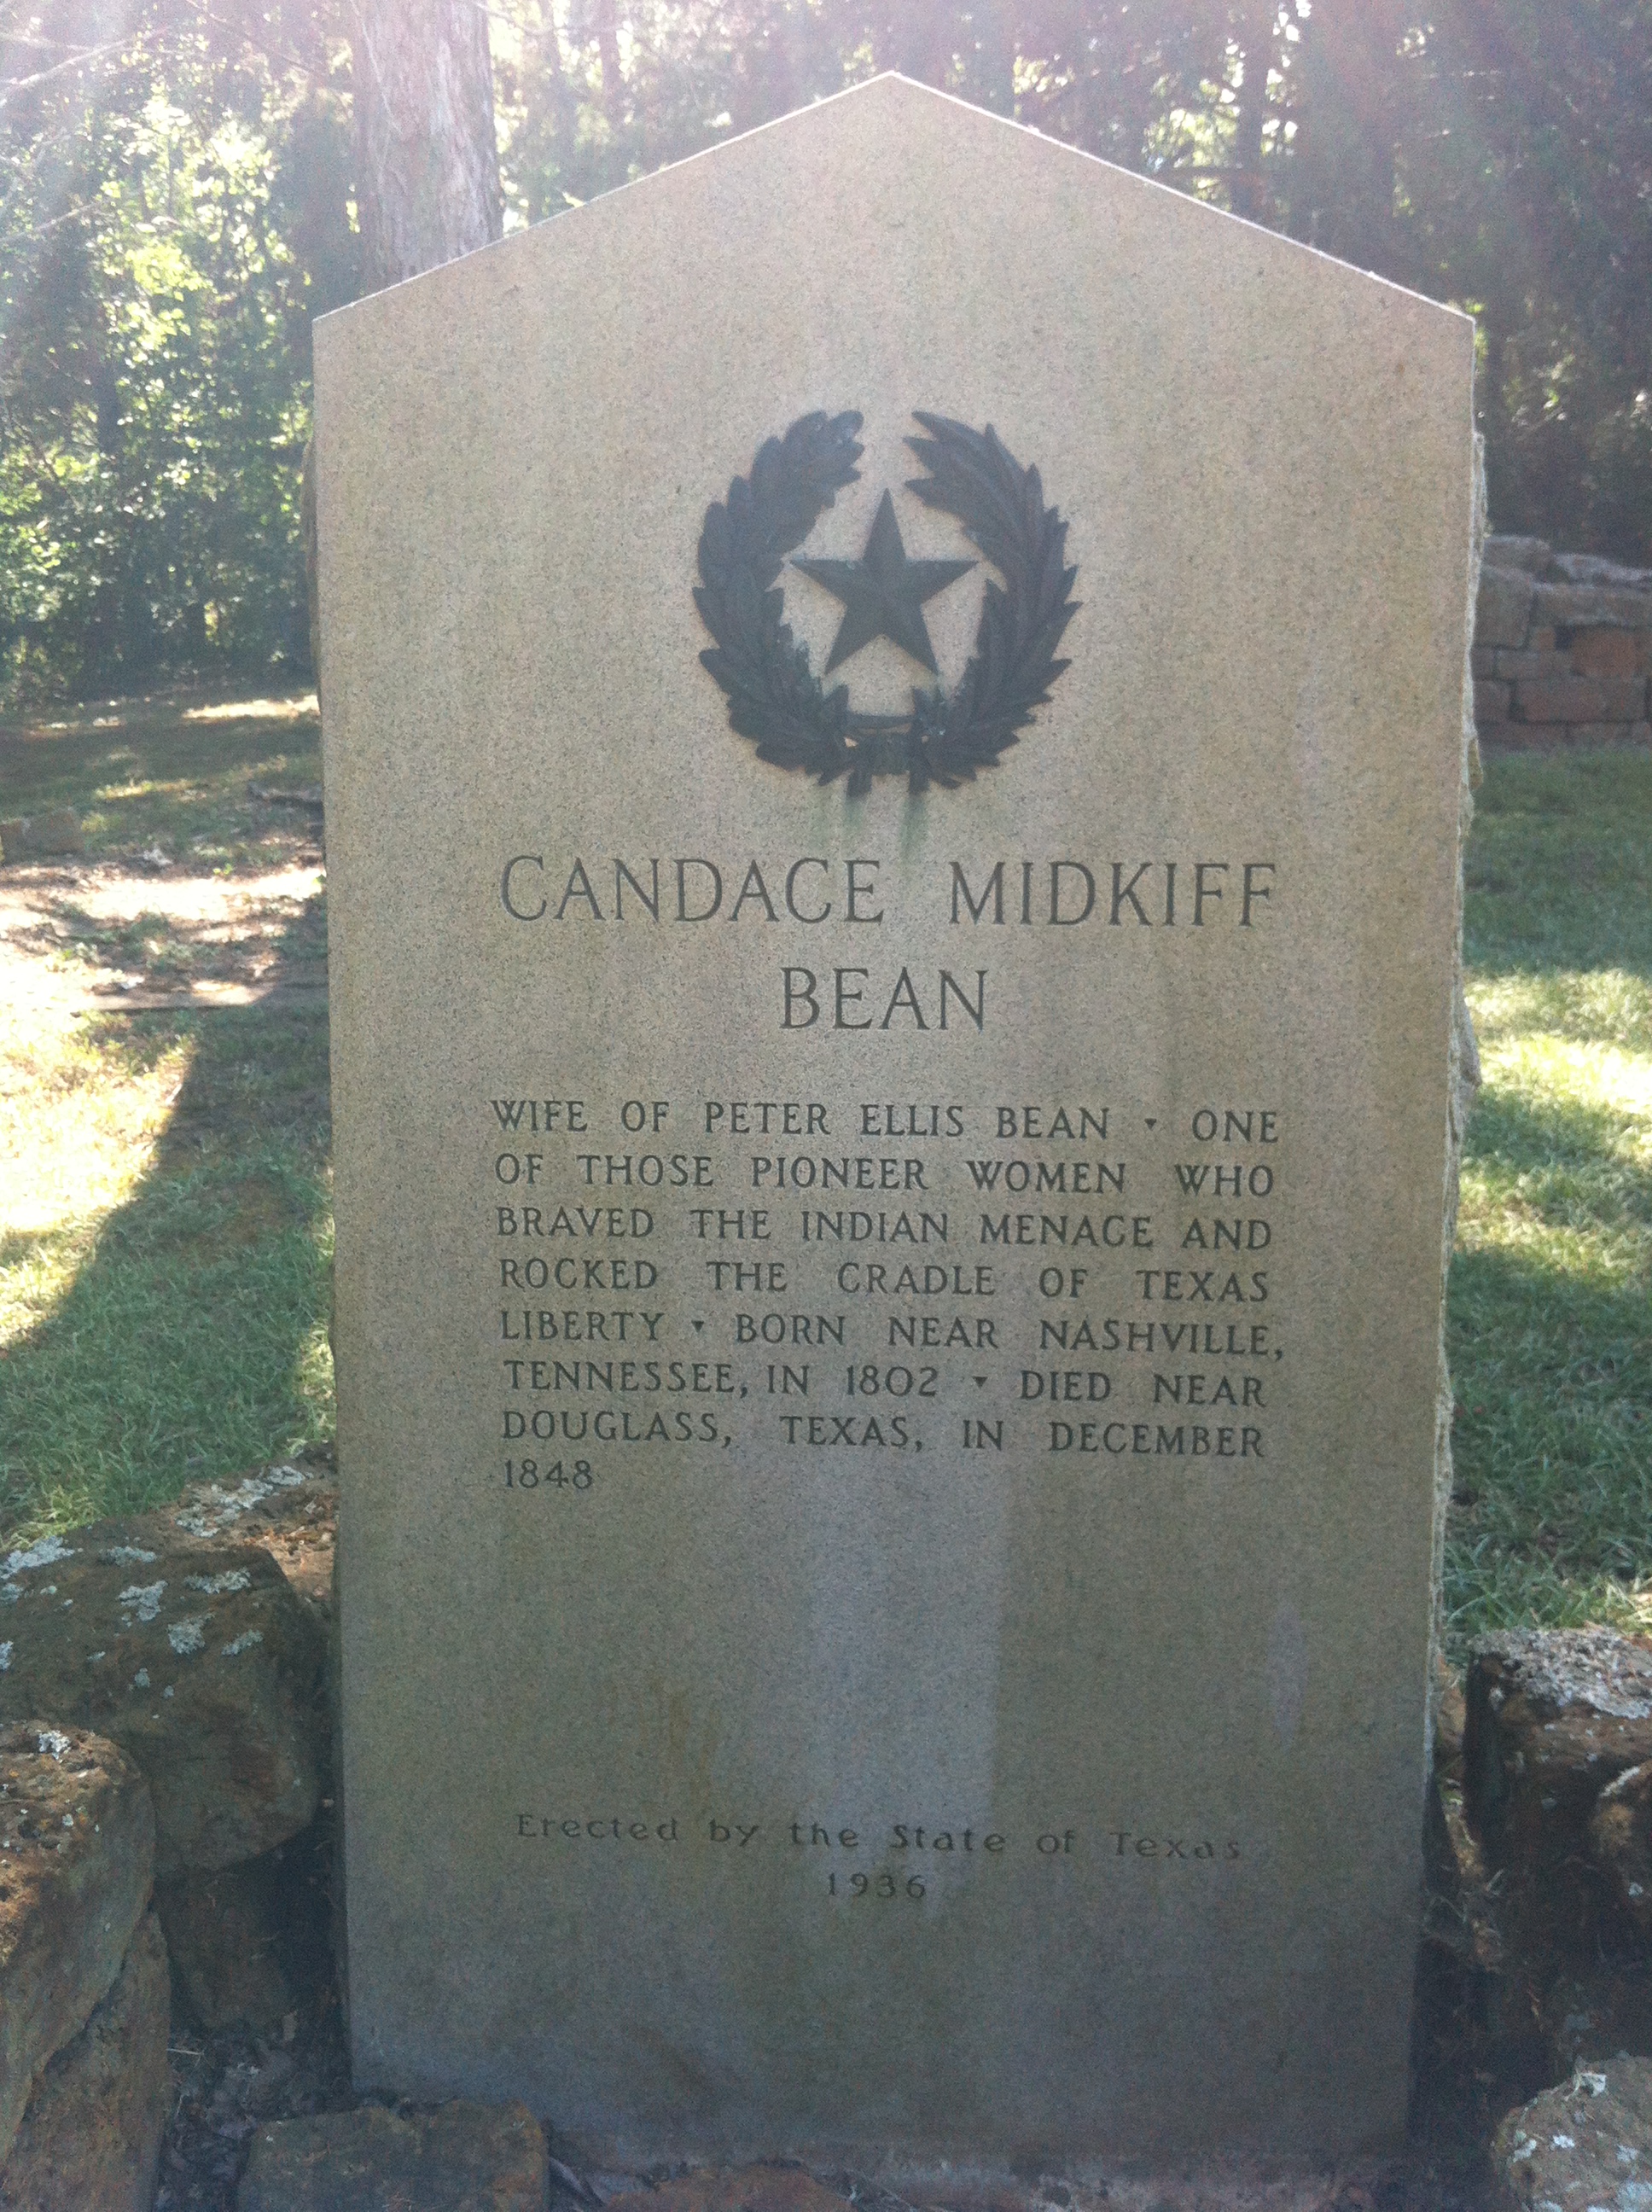 CANDACE MIDKIFF
BEAN
WIFE OF PETER ELLIS BEAN ▾ ONE
OF THOSE PIONEER WOMEN WHO
BRAVED THE INDIAN MENACE AND
ROCKED THE CRADLE OF TEXAS
LIBERTY ▾ BORN NEAR NASHVILLE,
TENNESSEE, IN 1802 ▾ DIED NEAR
DOUGLASS, TEXAS, IN DECEMBER
1848
Erected by the State of Texas
1936